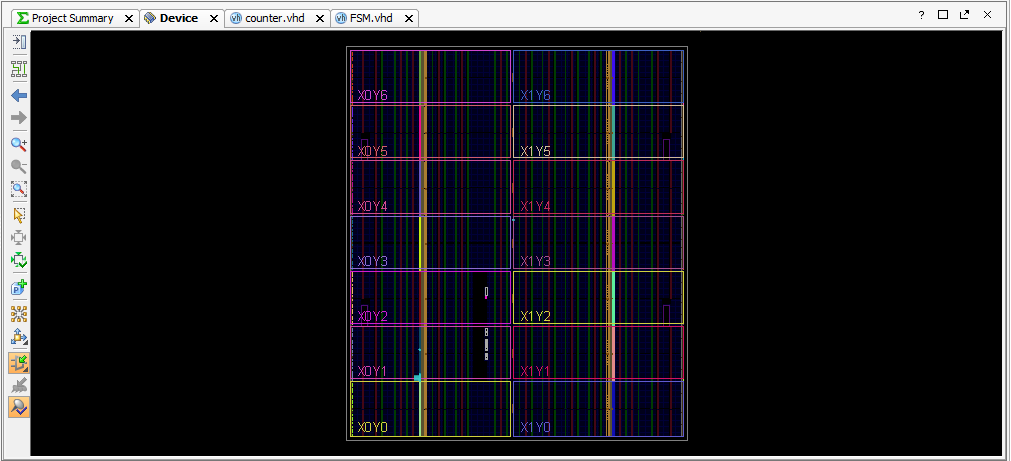 Project Summary × Device × counter.vhd × FSM.vhd ×
X0Y6 X1Y6
X0Y5 X1Y5
X0Y4 X1Y4
X0Y3 X1Y3
X0Y2 X1Y2
X0Y1 X1Y1
X0Y0 X1Y0